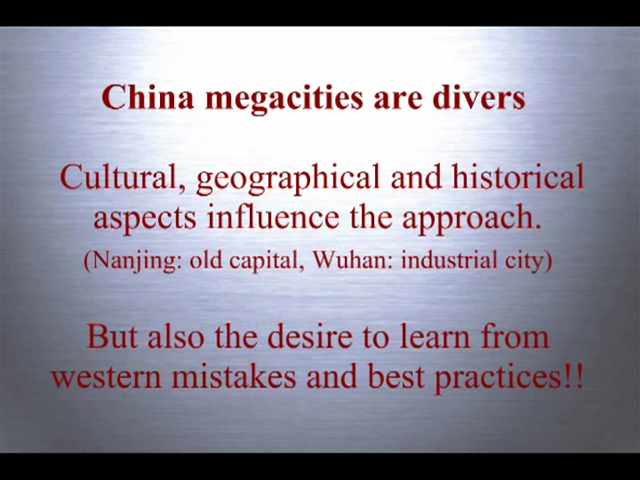 China megacities are divers
Cultural, geographical and historical
aspects influence the approach.
(Nanjing: old capital, Wuhan: industrial city)
But also the desire to learn from
western mistakes and best practices!!